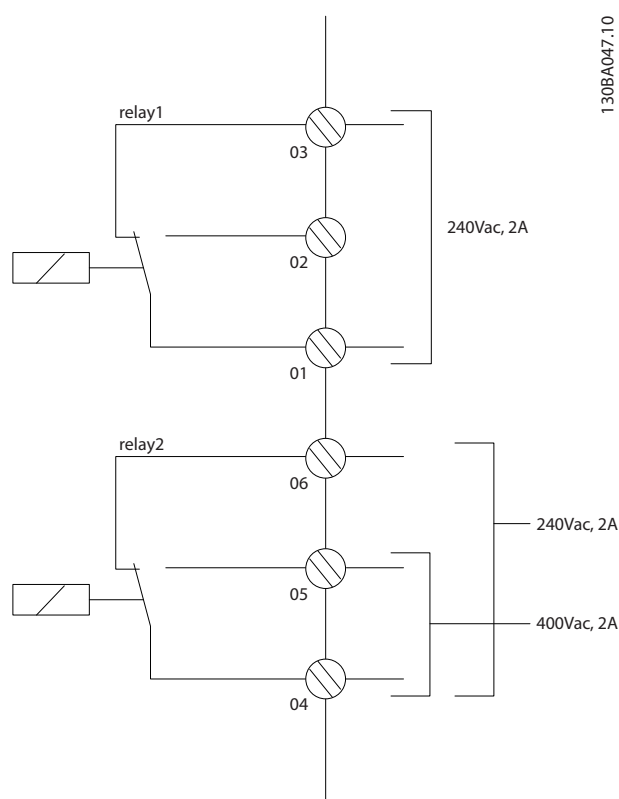 130BA047.10
relay1
03
02
240Vac, 2A
01
relay2
06
240Vac, 2A
05
400Vac, 2A
04